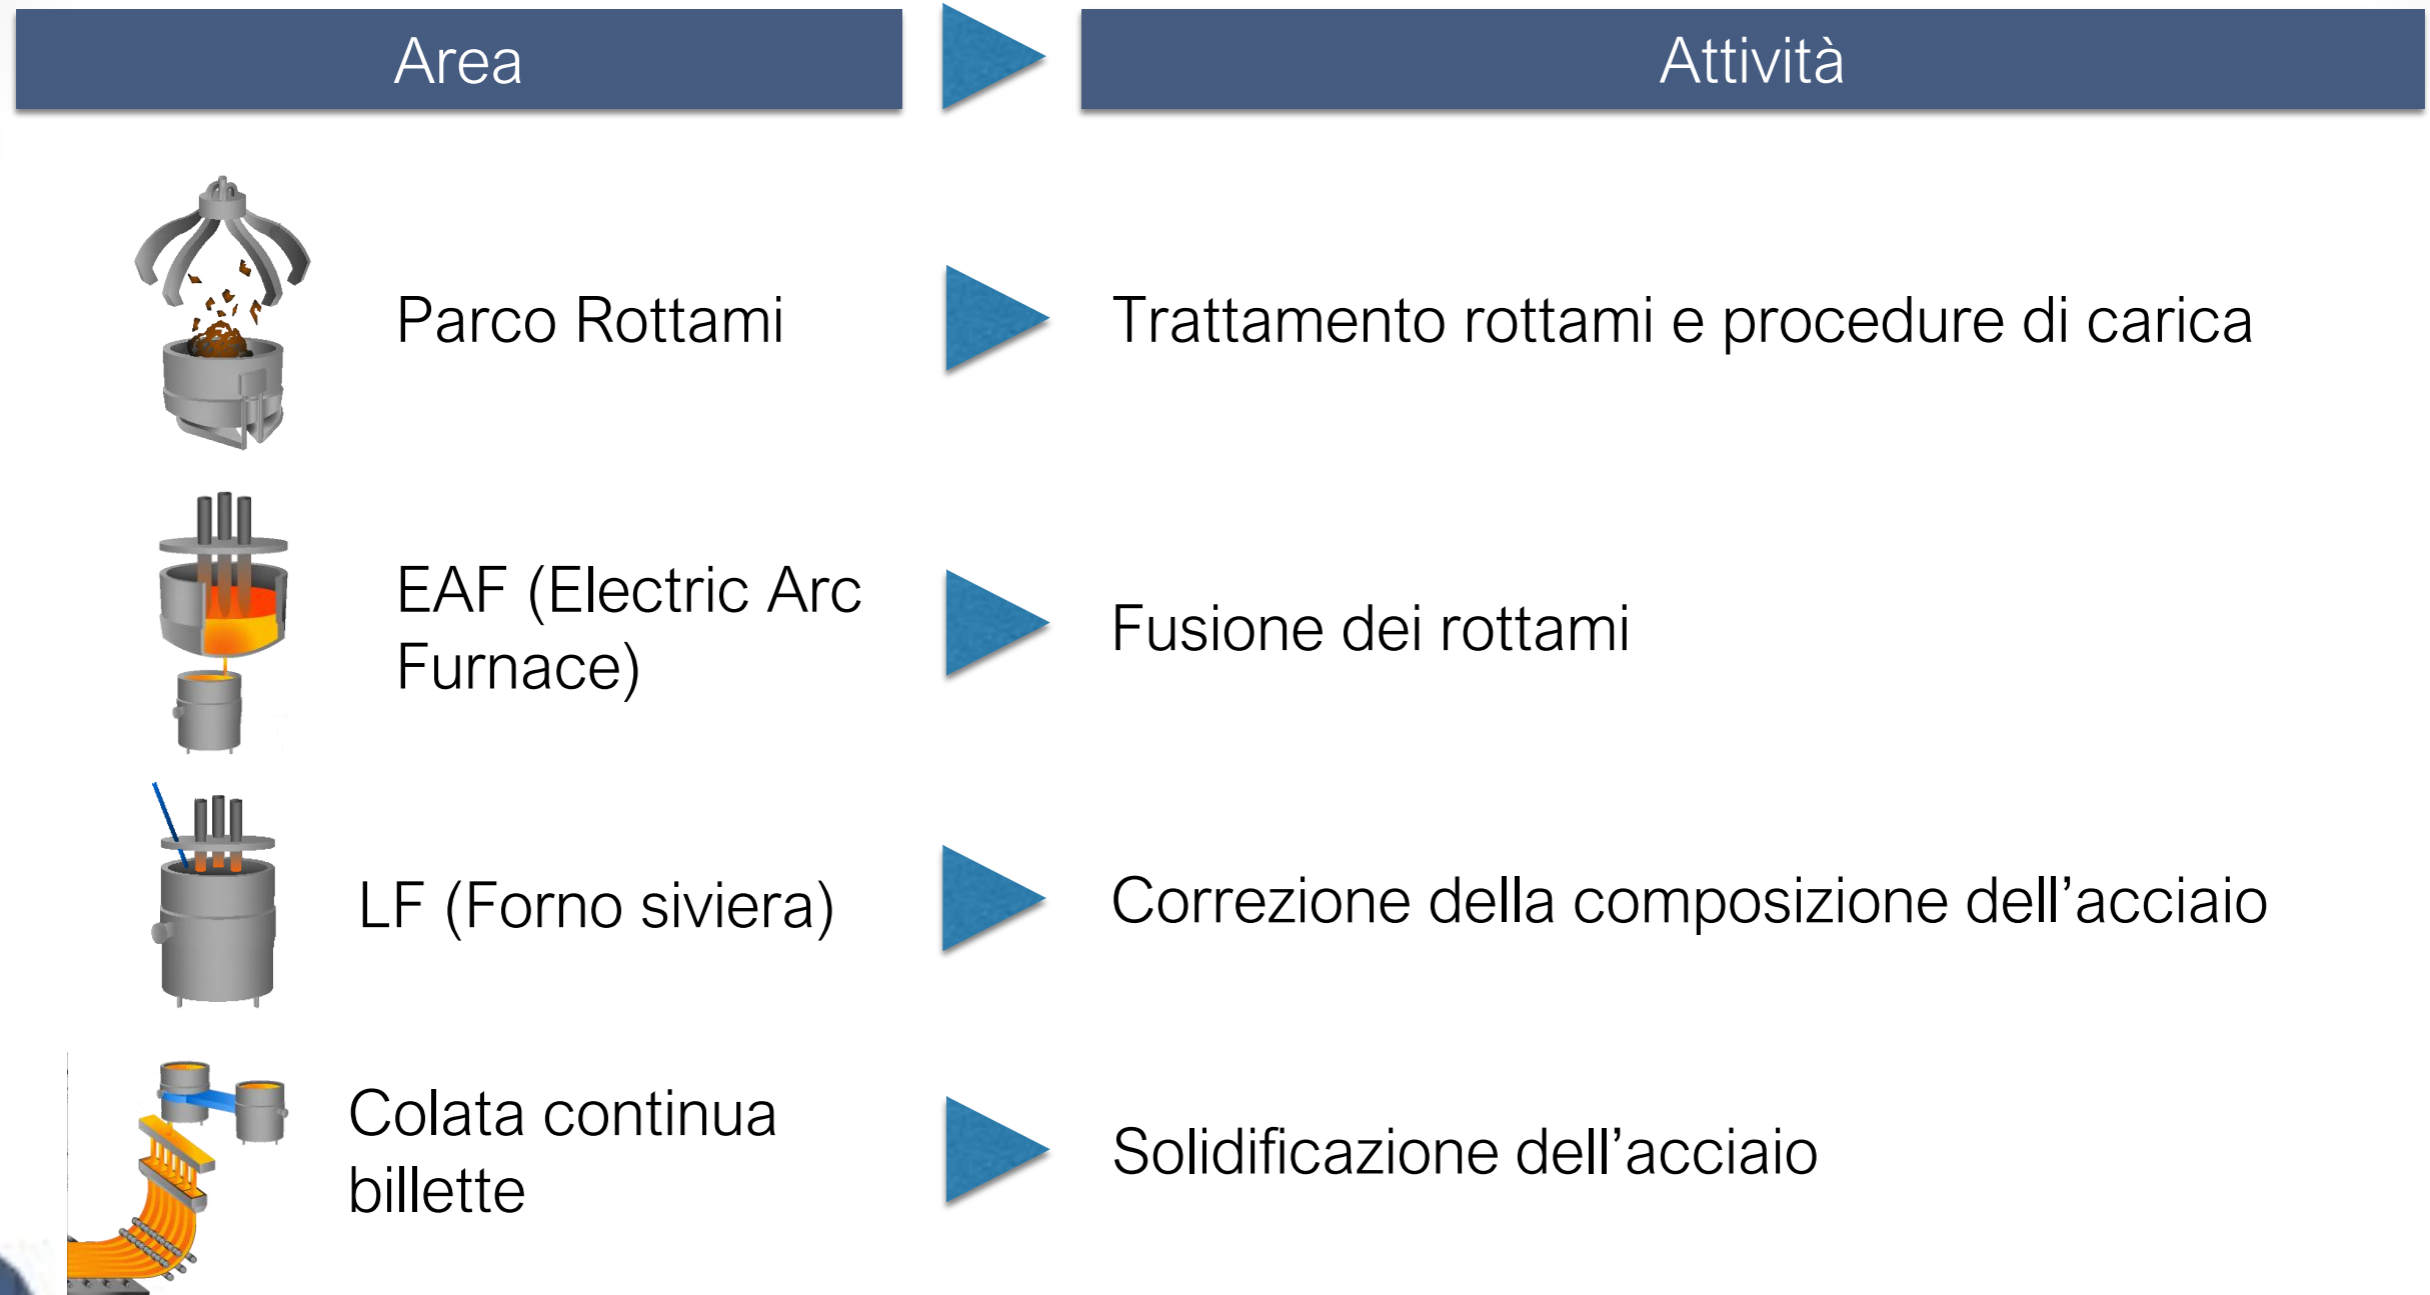 Area
Attività
Parco Rottami
Trattamento rottami e procedure di carica
EAF (Electric Arc
Furnace)
Fusione dei rottami
LF (Forno siviera)
Correzione della composizione dell’acciaio
Colata continua
billette
Solidificazione dell’acciaio